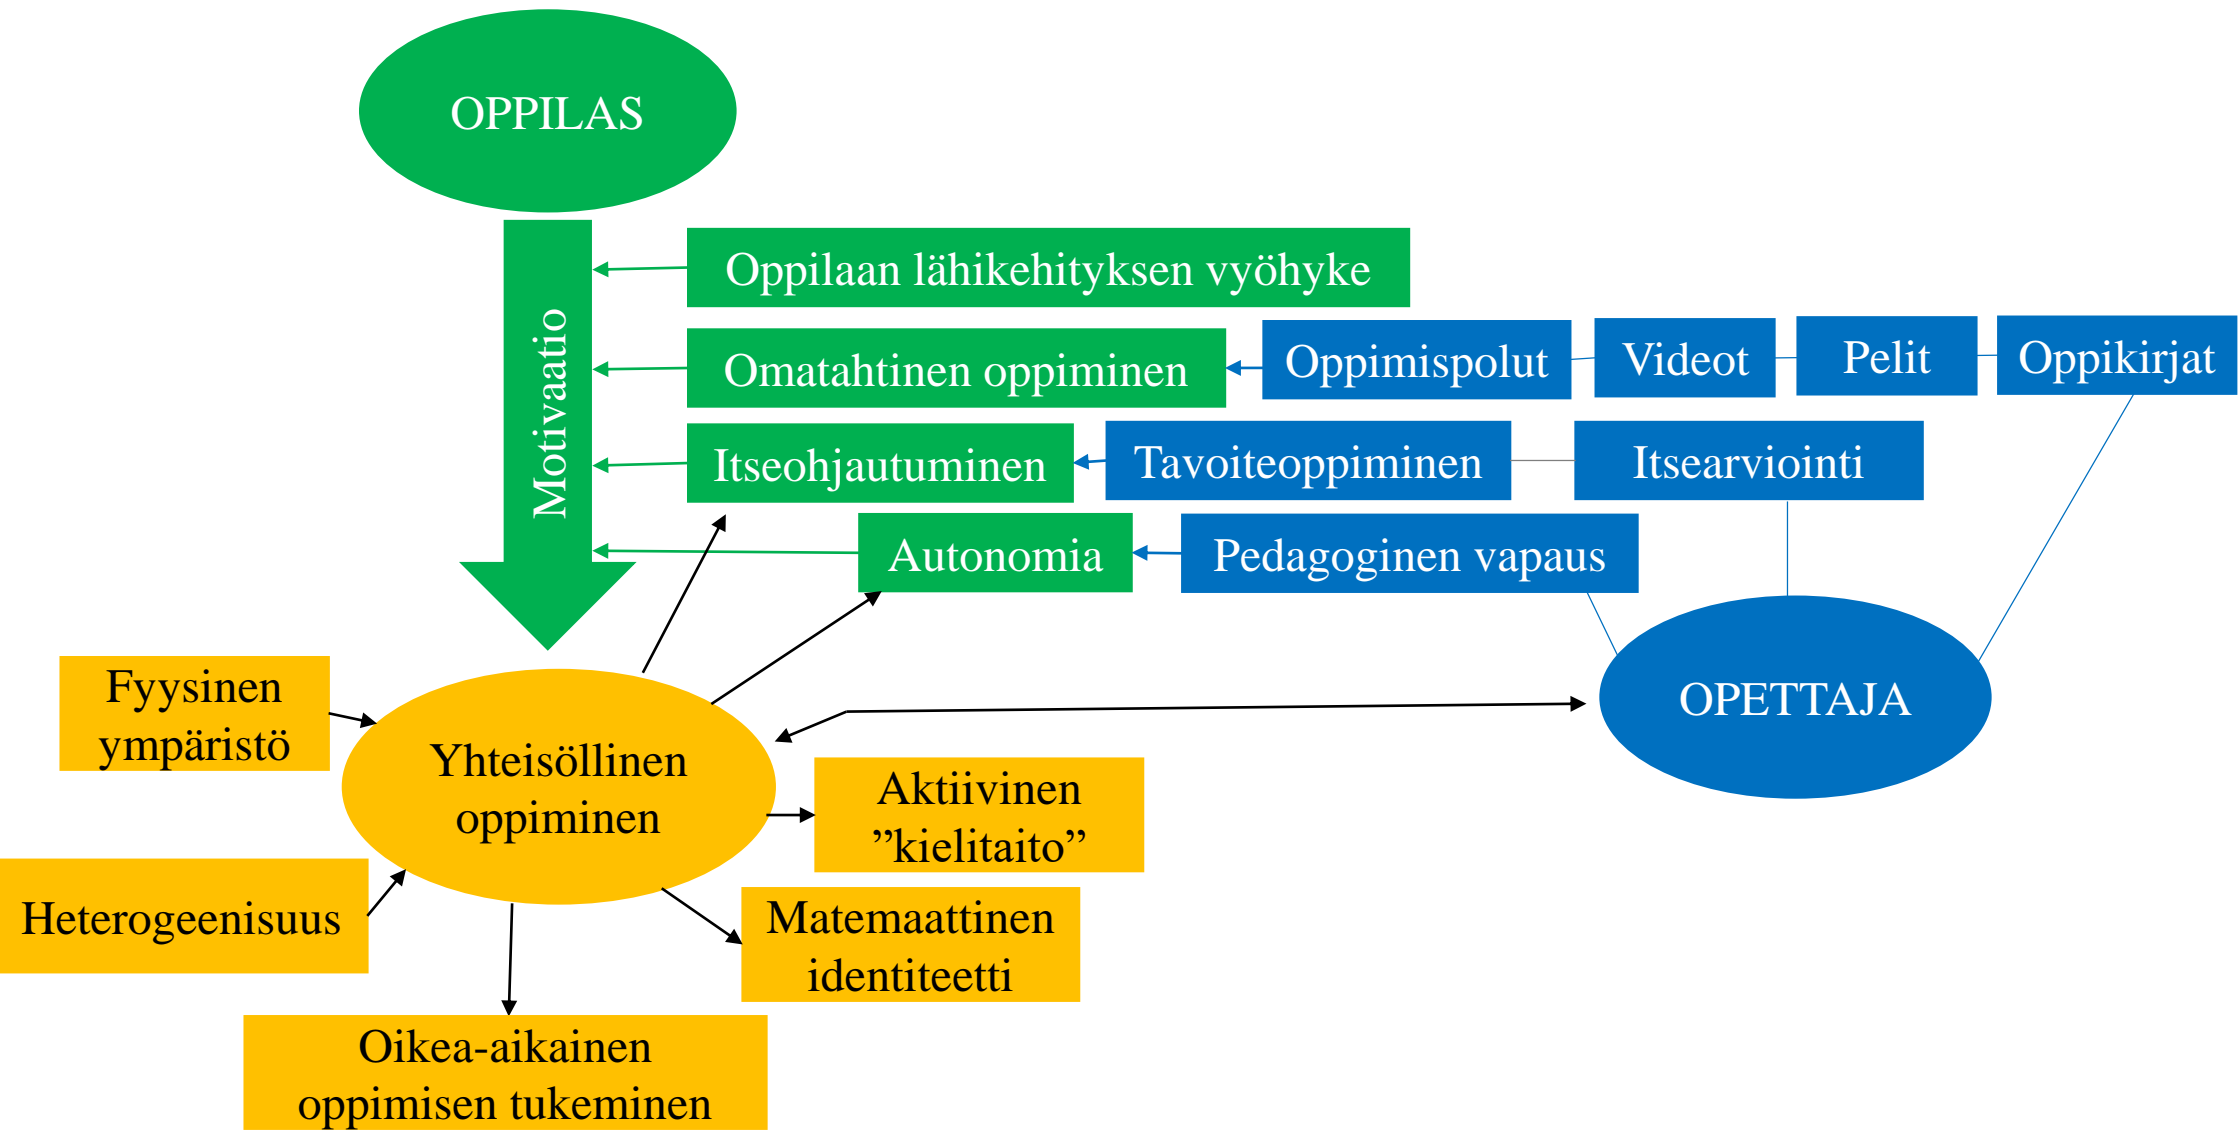 OPPILAS
Motivaatio
Oppilaan lähikehityksen vyöhyke
Omatahtinen oppiminen
Oppimispolut
Videot
Pelit
Oppikirjat
Itseohjautuminen
Tavoiteoppiminen
Itsearviointi
Autonomia
Pedagoginen vapaus
OPETTAJA
Fyysinen
ympäristö
Yhteisöllinen
oppiminen
Aktiivinen
”kielitaito”
Heterogeenisuus
Matemaattinen
identiteetti
Oikea-aikainen
oppimisen tukeminen